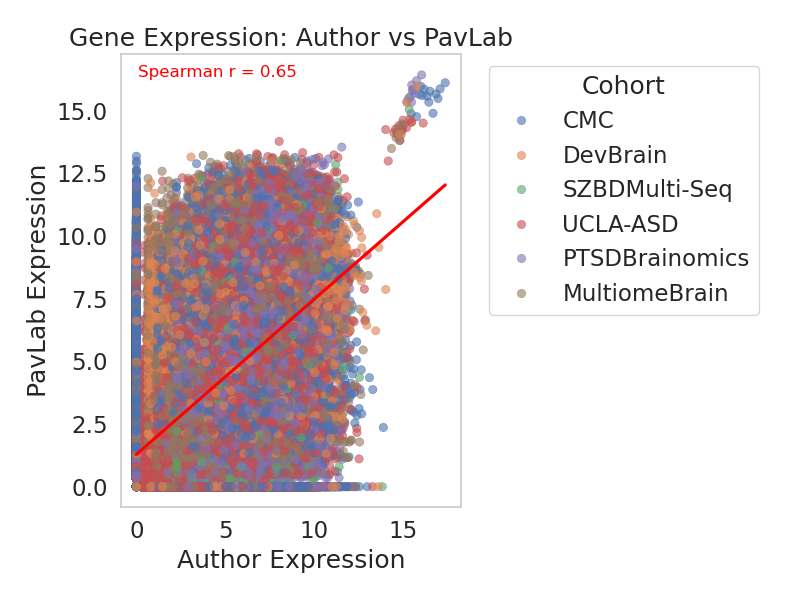 Gene Expression: Author vs PavLab
Spearman r = 0.65
Cohort
CMC
DevBrain
SZBDMulti-Seq
UCLA-ASD
PTSDBrainomics
MultiomeBrain
PavLab Expression
15.0
12.5
10.0
7.5
5.0
2.5
0.0
0 5 10 15
Author Expression